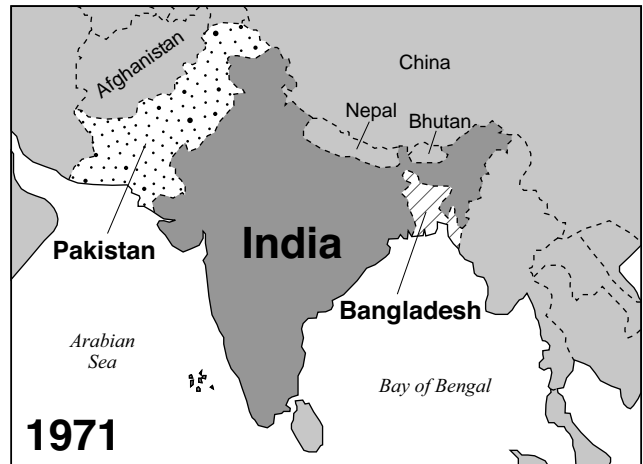 Afghanistan
China
Nepal
Bhutan
Pakistan
India
Bangladesh
Arabian
Sea
Bay of Bengal
1971